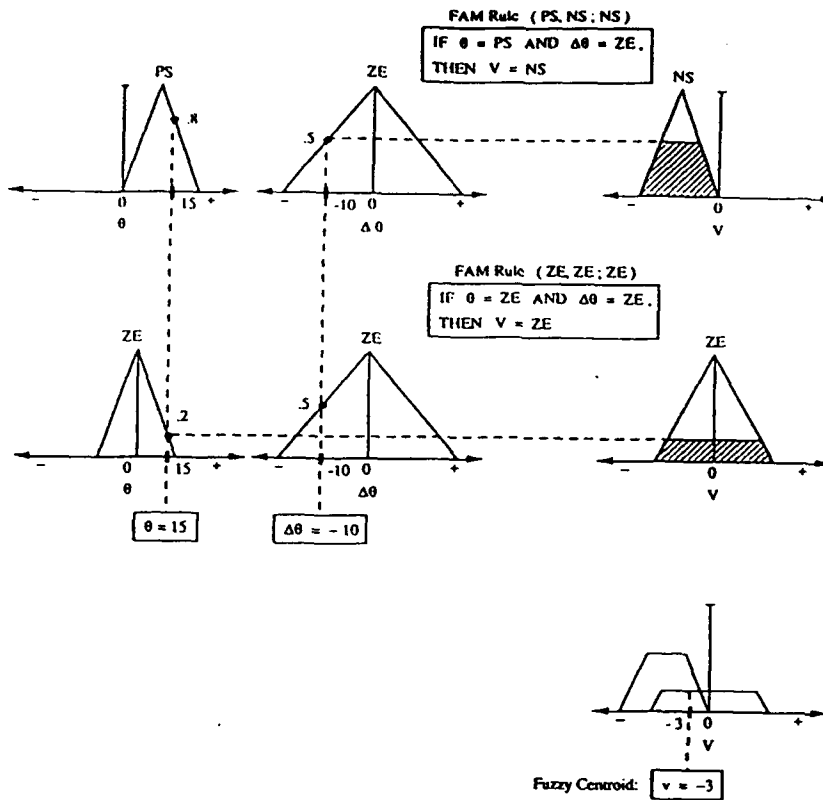 FAM Rule (PS, NS ; NS)
IF θ = PS AND Δθ = ZE,
THEN V = NS
PS
ZE
NS
.8
.5
- 0 15 +
θ
- -10 0 +
Δθ
0 +
V
FAM Rule (ZE, ZE ; ZE)
IF θ = ZE AND Δθ = ZE,
THEN V = ZE
ZE
ZE
ZE
.2
.5
- 0 15 +
θ
- -10 0 +
Δθ
- 0 +
V
θ = 15
Δθ = - 10
- -3 0 +
V
Fuzzy Centroid: v = -3